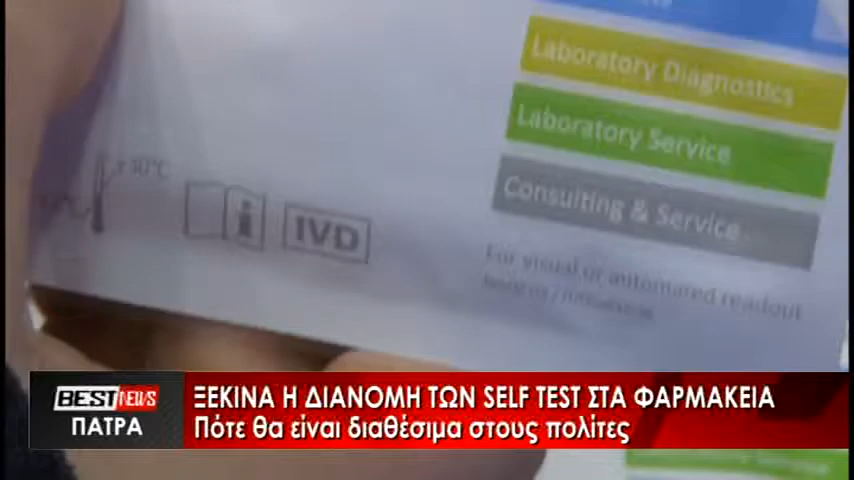 Laboratory Diagnostics
Laboratory Service
Consulting & Service
+30°C
i
IVD
For visual or automated readout
BEST NEWS
ΠΑΤΡΑ
ΞΕΚΙΝΑ Η ΔΙΑΝΟΜΗ ΤΩΝ SELF TEST ΣΤΑ ΦΑΡΜΑΚΕΙΑ
Πότε θα είναι διαθέσιμα στους πολίτες